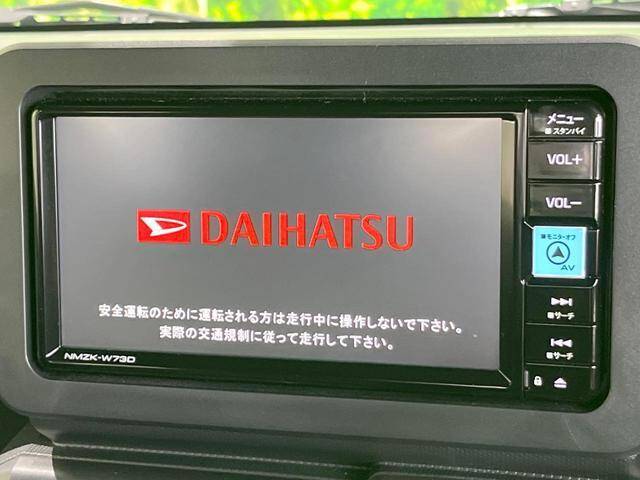 メニュー
■スタンバイ
VOL+
VOL−
DAIHATSU
■モニターオフ
AV
安全運転のために運転される方は走行中に操作しないで下さい。
実際の交通規制に従って走行して下さい。
■サーチ
■サーチ
NMZK-W73D